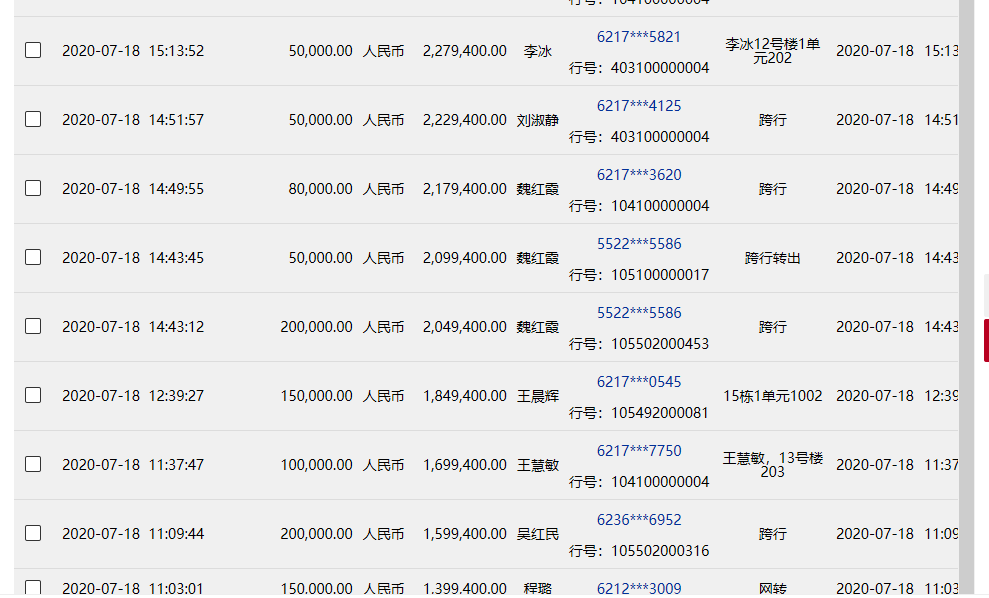 行号：104100000004
6217***5821
2020-07-18 15:13:52 50,000.00 人民币 2,279,400.00 李冰 李冰12号楼1单 2020-07-18 15:13
元202
行号：403100000004
6217***4125
2020-07-18 14:51:57 50,000.00 人民币 2,229,400.00 刘淑静 跨行 2020-07-18 14:51
行号：403100000004
6217***3620
2020-07-18 14:49:55 80,000.00 人民币 2,179,400.00 魏红霞 跨行 2020-07-18 14:49
行号：104100000004
5522***5586
2020-07-18 14:43:45 50,000.00 人民币 2,099,400.00 魏红霞 跨行转出 2020-07-18 14:43
行号：105100000017
5522***5586
2020-07-18 14:43:12 200,000.00 人民币 2,049,400.00 魏红霞 跨行 2020-07-18 14:43
行号：105502000453
6217***0545
2020-07-18 12:39:27 150,000.00 人民币 1,849,400.00 王晨辉 15栋1单元1002 2020-07-18 12:39
行号：105492000081
6217***7750
2020-07-18 11:37:47 100,000.00 人民币 1,699,400.00 王慧敏 王慧敏，13号楼 2020-07-18 11:37
203
行号：104100000004
6236***6952
2020-07-18 11:09:44 200,000.00 人民币 1,599,400.00 吴红民 跨行 2020-07-18 11:09
行号：105502000316
2020-07-18 11:03:01 150,000.00 人民币 1,399,400.00 程璐 6212***3009 网转 2020-07-18 11:03